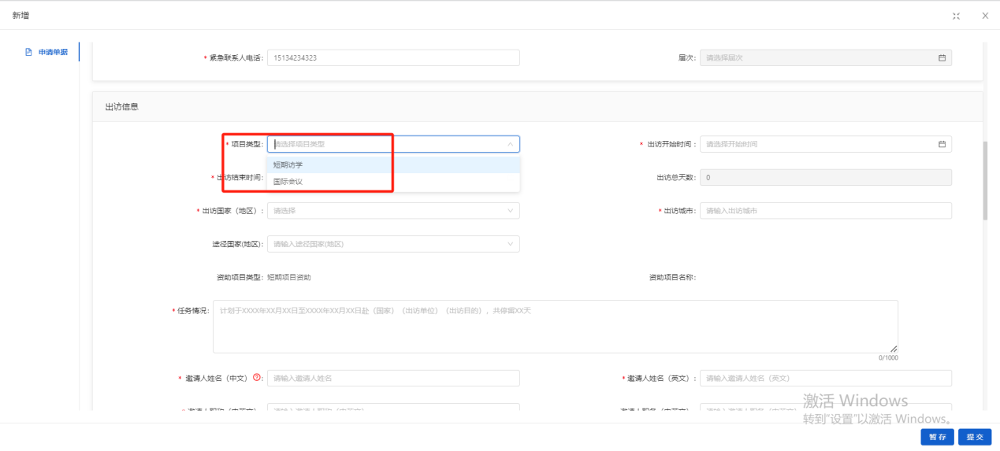 新增
申请单据
* 紧急联系人电话: 15134234323 届次: 请选择届次
出访信息
* 项目类型: 请选择项目类型 * 出访开始时间: 请选择开始时间
短期访学
* 出访结束时间: 出访总天数: 0
国际会议
* 出访国家（地区）: 请选择 * 出访城市: 请输入出访城市
途径国家(地区): 请输入途径国家(地区)
资助项目类型: 短期项目资助 资助项目名称:
* 任务情况: 计划于XXXX年XX月XX日至XXXX年XX月XX日赴（国家）（出访单位）（出访目的），共停留XX天
0/1000
* 邀请人姓名（中文） : 请输入邀请人姓名 * 邀请人姓名（英文）: 请输入邀请人姓名（英文）
激活 Windows
转到"设置"以激活 Windows。
暂存 提交